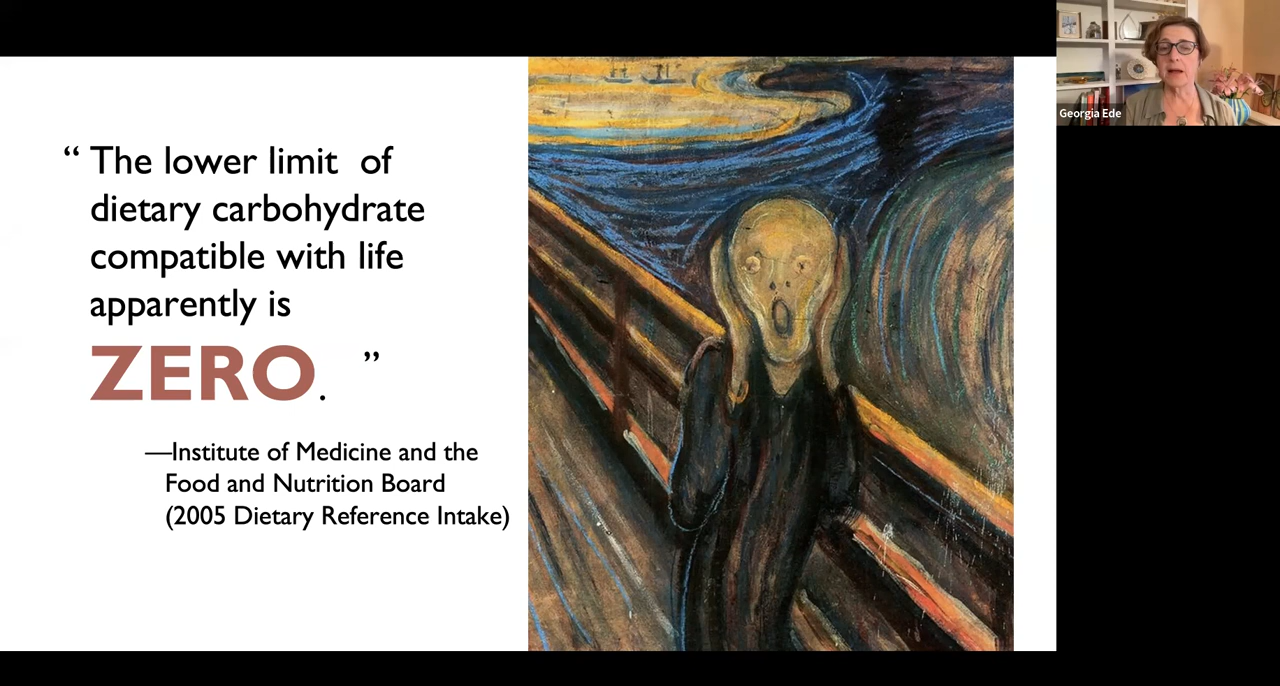 “ The lower limit of
dietary carbohydrate
compatible with life
apparently is
ZERO. ”
—Institute of Medicine and the
Food and Nutrition Board
(2005 Dietary Reference Intake)
Georgia Ede